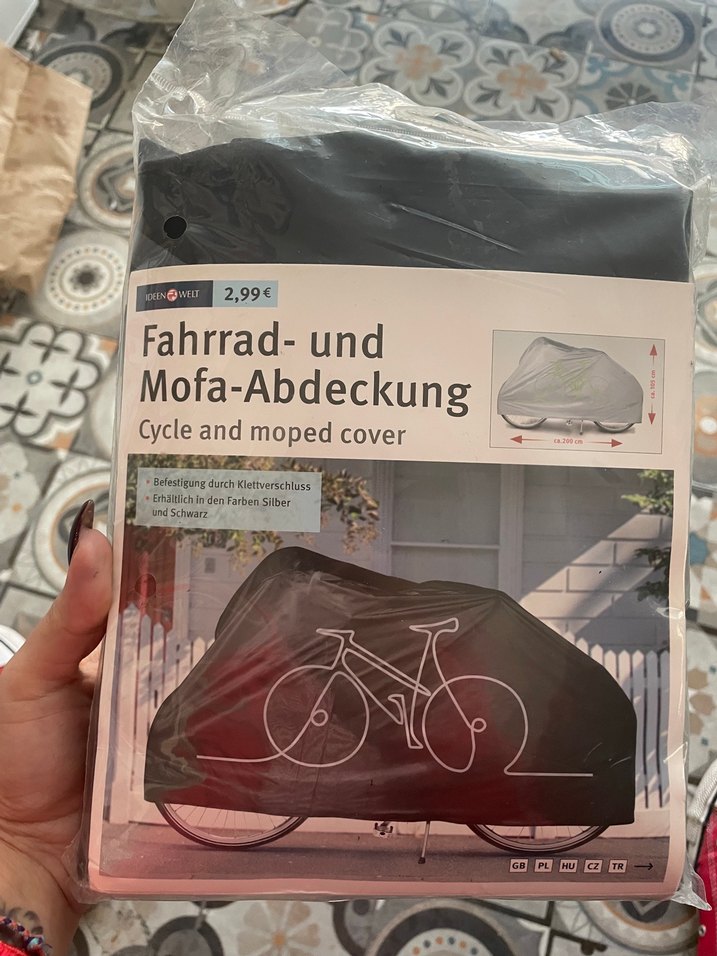 IDEEN WELT 2,99 €
Fahrrad- und
Mofa-Abdeckung
Cycle and moped cover
ca. 105 cm
ca. 200 cm
Befestigung durch Klettverschluss
Erhältlich in den Farben Silber
und Schwarz
GB PL HU CZ TR